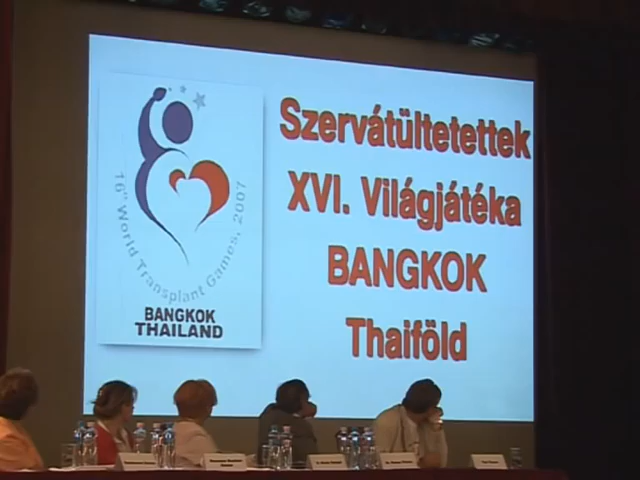 Szervátültetettek
XVI. Világjátéka
BANGKOK
Thaiföld
16th World Transplant Games, 2007
BANGKOK
THAILAND